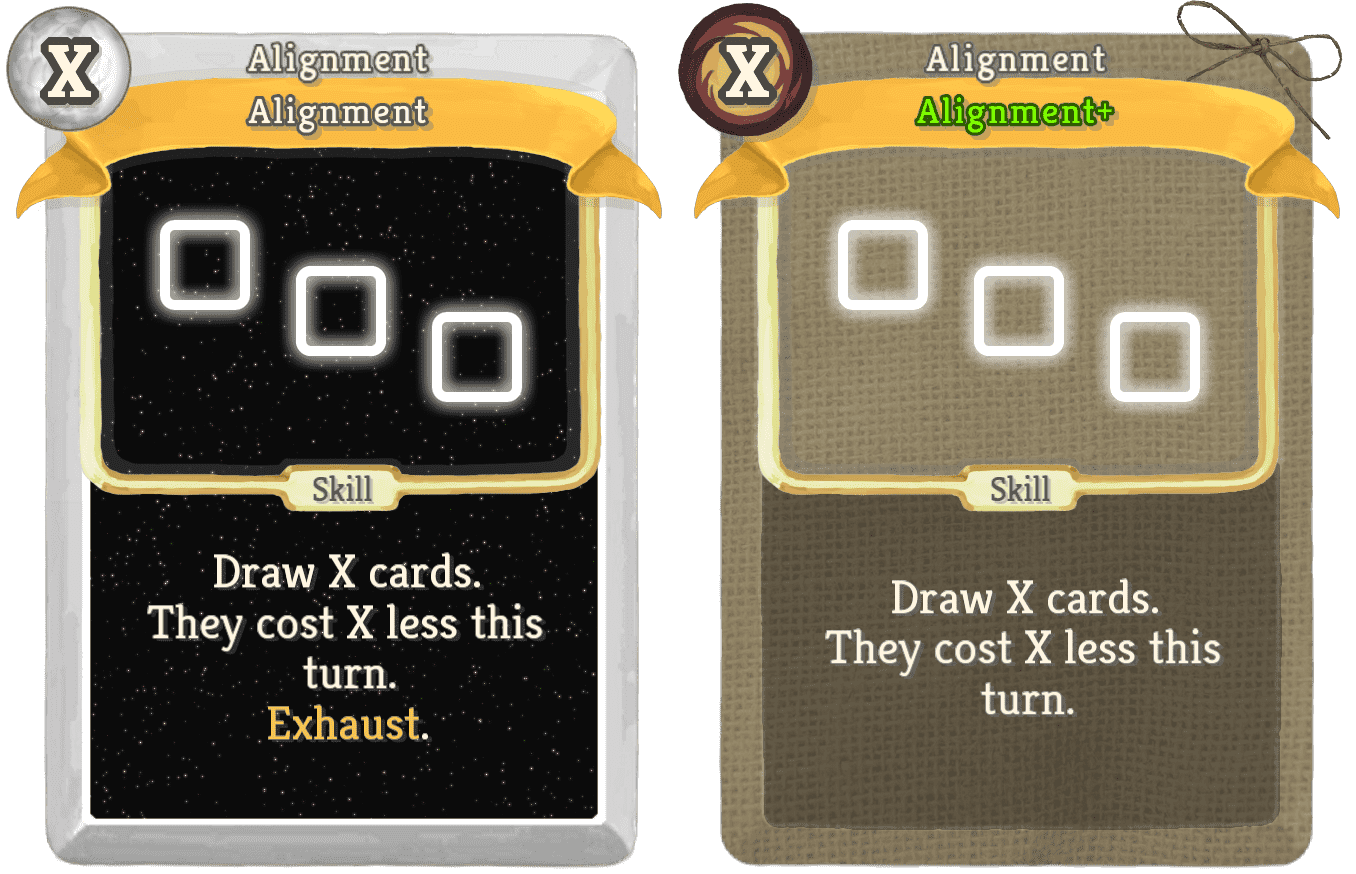 X
Alignment
Alignment
Skill
Draw X cards.
They cost X less this
turn.
Exhaust.
X
Alignment
Alignment+
Skill
Draw X cards.
They cost X less this
turn.